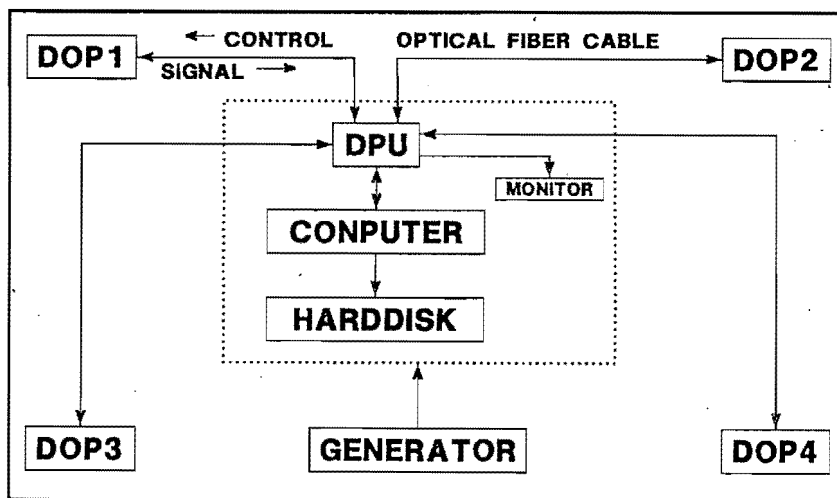 DOP1
← CONTROL
SIGNAL →
OPTICAL FIBER CABLE
DOP2
DPU
MONITOR
CONPUTER
HARDDISK
DOP3
GENERATOR
DOP4